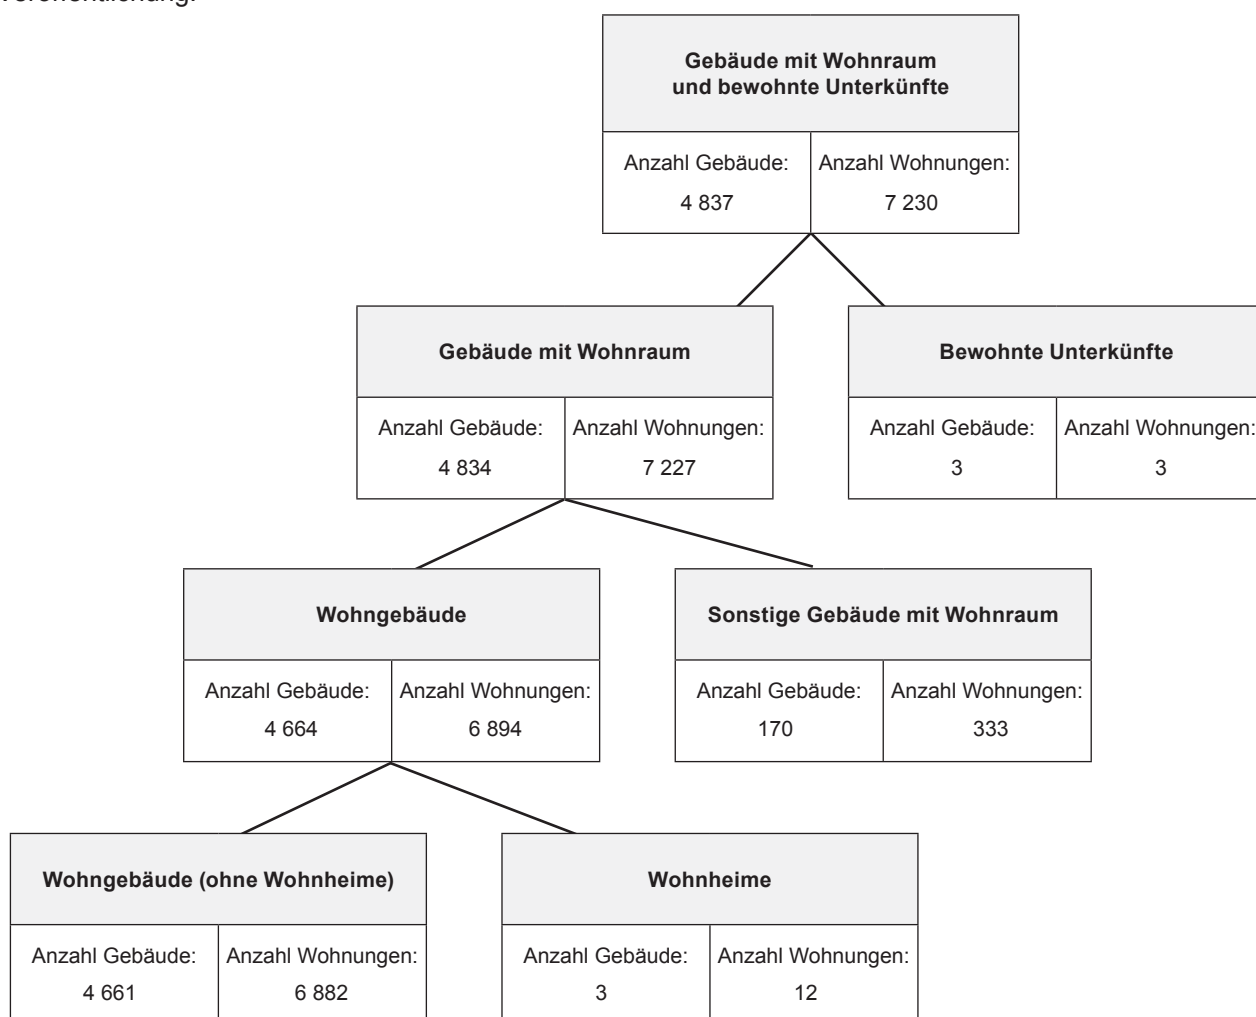 Veröffentlichung.
Gebäude mit Wohnraum
und bewohnte Unterkünfte
Anzahl Gebäude: Anzahl Wohnungen:
4 837 7 230
Gebäude mit Wohnraum
Anzahl Gebäude: Anzahl Wohnungen:
4 834 7 227
Bewohnte Unterkünfte
Anzahl Gebäude: Anzahl Wohnungen:
3 3
Wohngebäude
Anzahl Gebäude: Anzahl Wohnungen:
4 664 6 894
Sonstige Gebäude mit Wohnraum
Anzahl Gebäude: Anzahl Wohnungen:
170 333
Wohngebäude (ohne Wohnheime)
Anzahl Gebäude: Anzahl Wohnungen:
4 661 6 882
Wohnheime
Anzahl Gebäude: Anzahl Wohnungen:
3 12